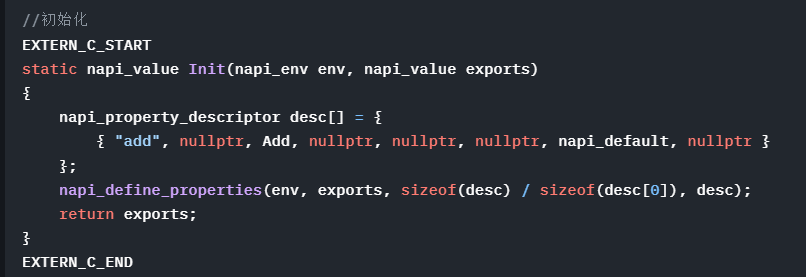 //初始化
EXTERN_C_START
static napi_value Init(napi_env env, napi_value exports)
{
    napi_property_descriptor desc[] = {
        { "add", nullptr, Add, nullptr, nullptr, nullptr, napi_default, nullptr }
    };
    napi_define_properties(env, exports, sizeof(desc) / sizeof(desc[0]), desc);
    return exports;
}
EXTERN_C_END